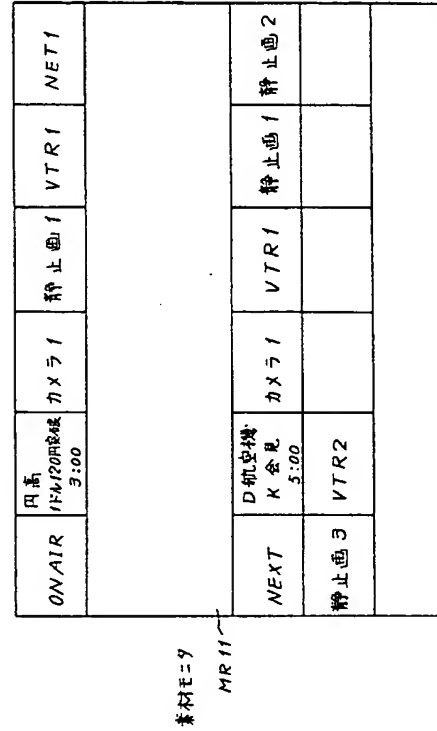 素材モニタ
MR11
ONAIR
円高
1ドル120円突破
3:00
カメラ1
静止画1
VTR1
NET1
NEXT
D航空機
K会見
5:00
カメラ1
VTR1
静止画1
静止画2
静止画3
VTR2